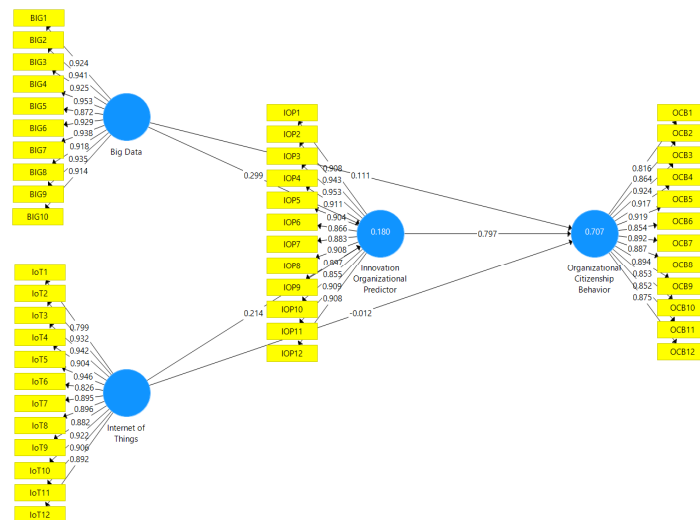 BIG1
BIG2
BIG3
BIG4
BIG5
BIG6
BIG7
BIG8
BIG9
BIG10
0.924
0.941
0.925
0.953
0.872
0.929
0.938
0.918
0.935
0.914
Big Data
IoT1
IoT2
IoT3
IoT4
IoT5
IoT6
IoT7
IoT8
IoT9
IoT10
IoT11
IoT12
0.799
0.932
0.942
0.904
0.946
0.826
0.895
0.896
0.882
0.922
0.906
0.892
Internet of
Things
0.299
0.111
0.214
-0.012
IOP1
IOP2
IOP3
IOP4
IOP5
IOP6
IOP7
IOP8
IOP9
IOP10
IOP11
IOP12
0.908
0.943
0.953
0.911
0.904
0.866
0.883
0.908
0.855
0.909
0.908
0.180
Innovation
Organizational
Predictor
0.797
0.707
Organizational
Citizenship
Behavior
0.816
0.864
0.924
0.917
0.919
0.854
0.892
0.887
0.894
0.853
0.852
0.875
OCB1
OCB2
OCB3
OCB4
OCB5
OCB6
OCB7
OCB8
OCB9
OCB10
OCB11
OCB12